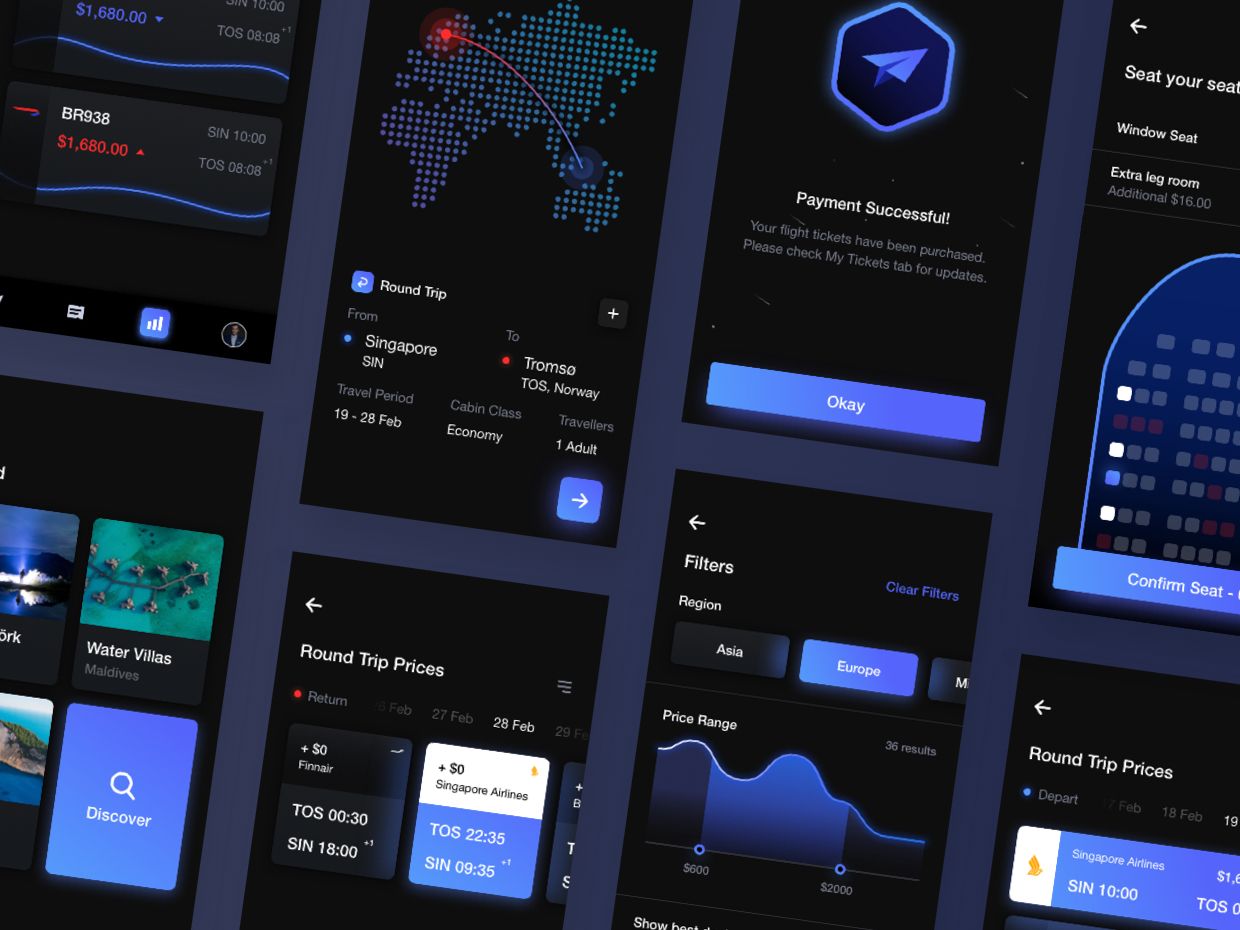 SIN 10:00
$1,680.00
TOS 08:08 +1
BR938
SIN 10:00
$1,680.00
TOS 08:08 +1
Round Trip
From
To
Singapore
SIN
Tromsø
TOS, Norway
Travel Period
Cabin Class
Travellers
19 - 28 Feb
Economy
1 Adult
Payment Successful!
Your flight tickets have been purchased.
Please check My Tickets tab for updates.
Okay
Seat your seat
Window Seat
Extra leg room
Additional $16.00
Confirm Seat -
Water Villas
Maldives
Discover
Round Trip Prices
Return
6 Feb
27 Feb
28 Feb
29 Fe
+ $0
Finnair
TOS 00:30
SIN 18:00 +1
+ $0
Singapore Airlines
TOS 22:35
SIN 09:35 +1
+
B
T
S
Filters
Clear Filters
Region
Asia
Europe
Price Range
36 results
$600
$2000
Show best
Round Trip Prices
Depart
7 Feb
18 Feb
19
Singapore Airlines
$1,6
SIN 10:00
TOS 0